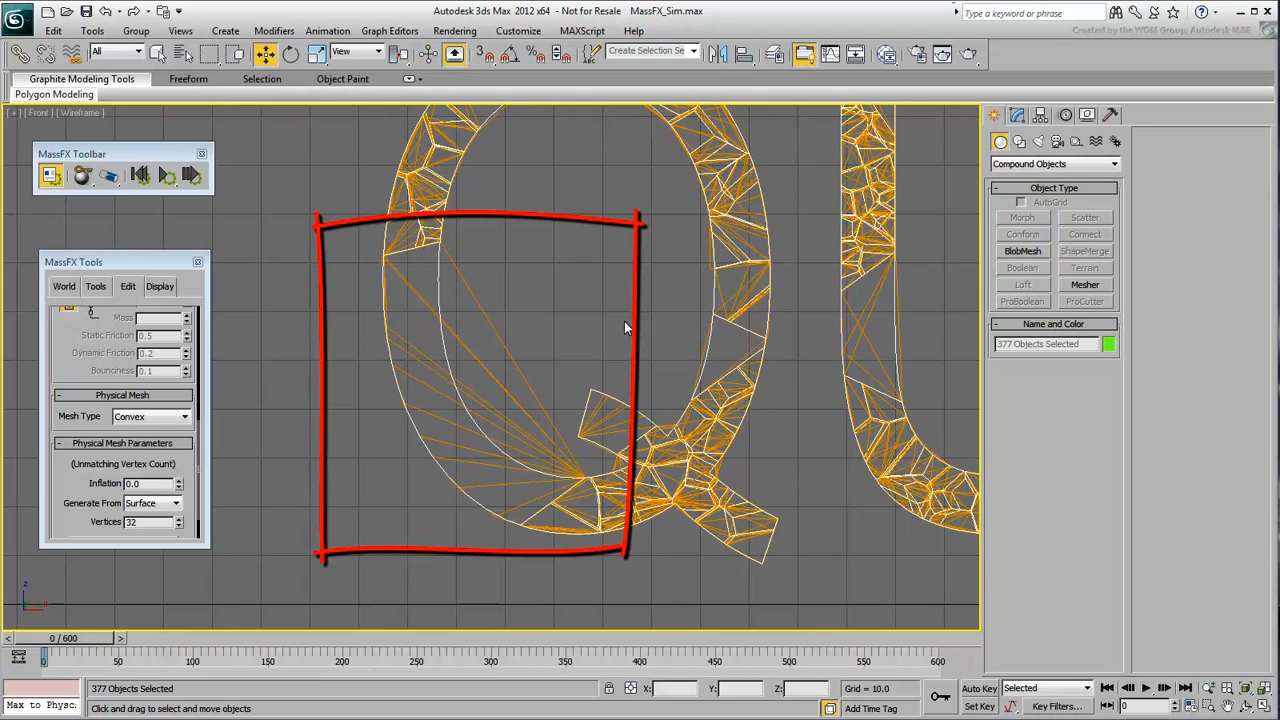 Autodesk 3ds Max 2012 x64 - Not for Resale MassFX_Sim.max
Type a keyword or phrase
Edit Tools Group Views Create Modifiers Animation Graph Editors Rendering Customize MAXScript Help
Created by the WDM Group, Autodesk M&E
All
View
3
Create Selection Se
Graphite Modeling Tools Freeform Selection Object Paint
Polygon Modeling
[ + ] [ Front ] [ Wireframe ]
MassFX Toolbar
MassFX Tools
World Tools Edit Display
Mass
Static Friction 0.5
Dynamic Friction 0.2
Bounciness 0.1
- Physical Mesh
Mesh Type Convex
- Physical Mesh Parameters
(Unmatching Vertex Count)
Inflation 0.0
Generate From Surface
Vertices 32
z
x
Compound Objects
- Object Type
AutoGrid
Morph Scatter
Conform Connect
BlobMesh ShapeMerge
Boolean Terrain
Loft Mesher
ProBoolean ProCutter
- Name and Color
377 Objects Selected
< 0 / 600 >
0 50 100 150 200 250 300 350 400 450 500 550 600
377 Objects Selected X: Y: Z: Grid = 10.0 Auto Key Selected
Max to Physc Click and drag to select and move objects Add Time Tag Set Key Key Filters... 0